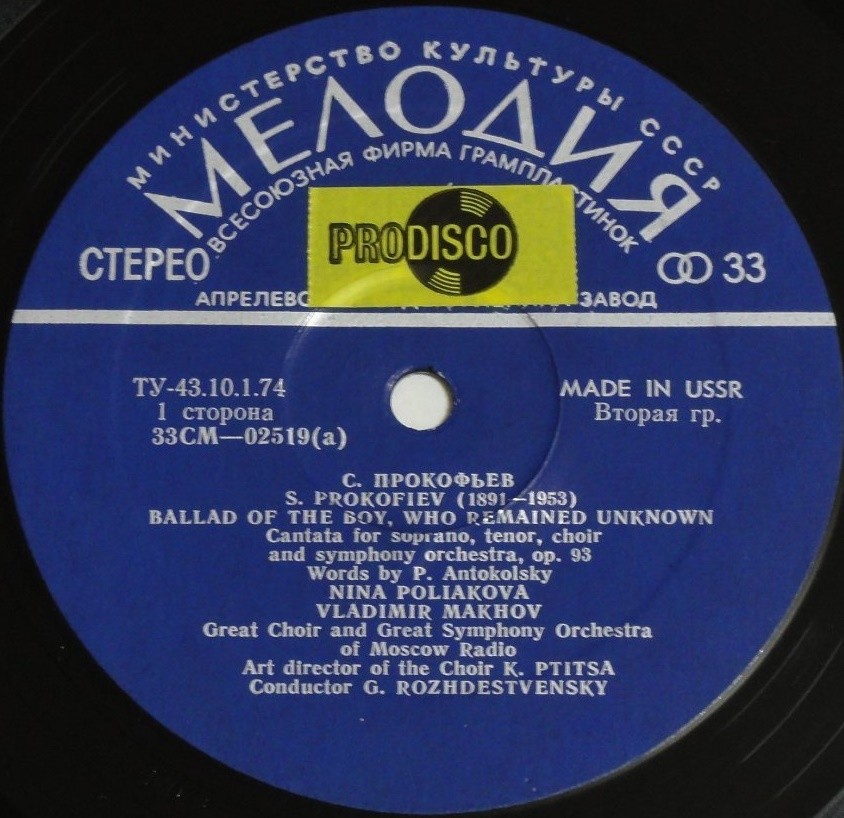 МИНИСТЕРСТВО КУЛЬТУРЫ СССР
МЕЛОДИЯ
ВСЕСОЮЗНАЯ ФИРМА ГРАМПЛАСТИНОК
PRODISCO
СТЕРЕО
33
ЗАВОД
ТУ-43.10.1.74
1 сторона
33СМ—02519(а)
MADE IN USSR
Вторая гр.
С. ПРОКОФЬЕВ
S. PROKOFIEV (1891—1953)
BALLAD OF THE BOY, WHO REMAINED UNKNOWN
Cantata for soprano, tenor, choir
and symphony orchestra, op. 93
Words by P. Antokolsky
NINA POLIAKOVA
VLADIMIR MAKHOV
Great Choir and Great Symphony Orchestra
of Moscow Radio
Art director of the Choir K. PTITSA
Conductor G. ROZHDESTVENSKY